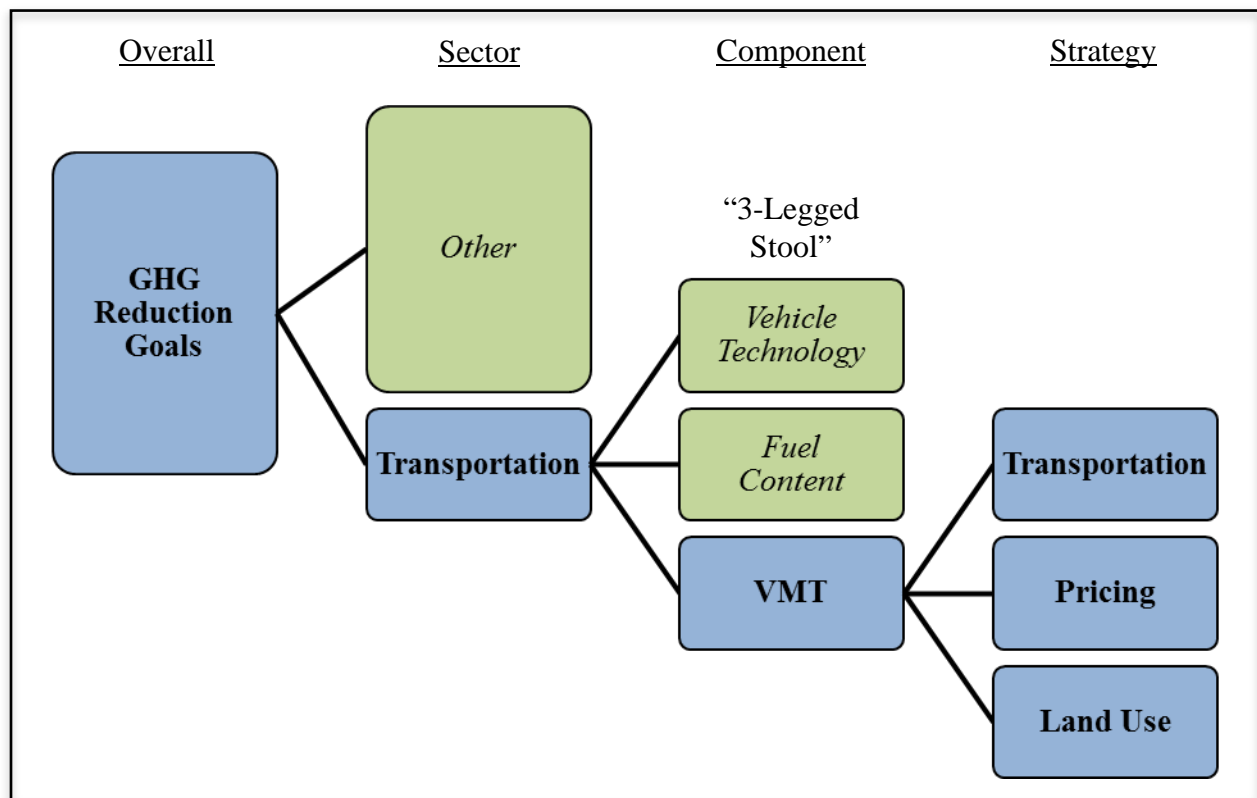 Overall
Sector
Component
Strategy
GHG
Reduction
Goals
Other
Transportation
“3-Legged
Stool”
Vehicle
Technology
Fuel
Content
VMT
Transportation
Pricing
Land Use